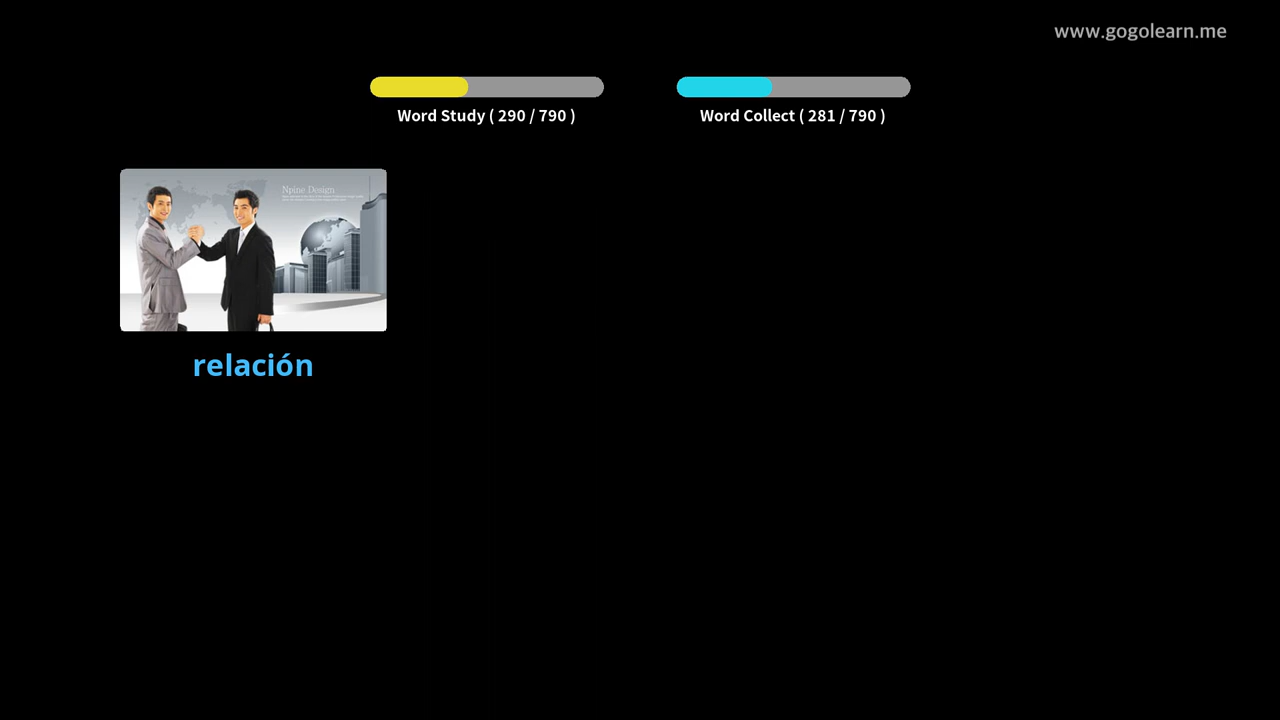 www.gogolearn.me
Word Study ( 290 / 790 )
Word Collect ( 281 / 790 )
Npine Design
relación